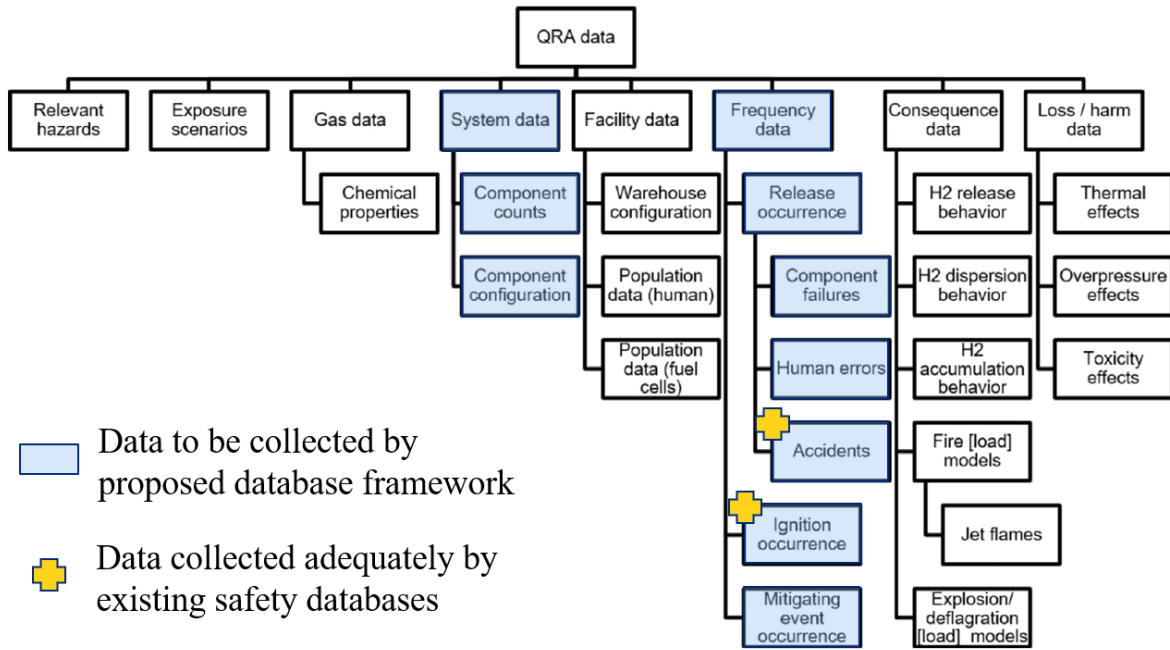 QRA data
Relevant
hazards
Exposure
scenarios
Gas data
System data
Facility data
Frequency
data
Consequence
data
Loss / harm
data
Chemical
properties
Component
counts
Component
configuration
Warehouse
configuration
Population
data (human)
Population
data (fuel
cells)
Release
occurrence
Component
failures
Human errors
Accidents
Ignition
occurrence
Mitigating
event
occurrence
H2 release
behavior
H2 dispersion
behavior
H2
accumulation
behavior
Fire [load]
models
Jet flames
Explosion/
deflagration
[load] models
Thermal
effects
Overpressure
effects
Toxicity
effects
Data to be collected by
proposed database framework
Data collected adequately by
existing safety databases